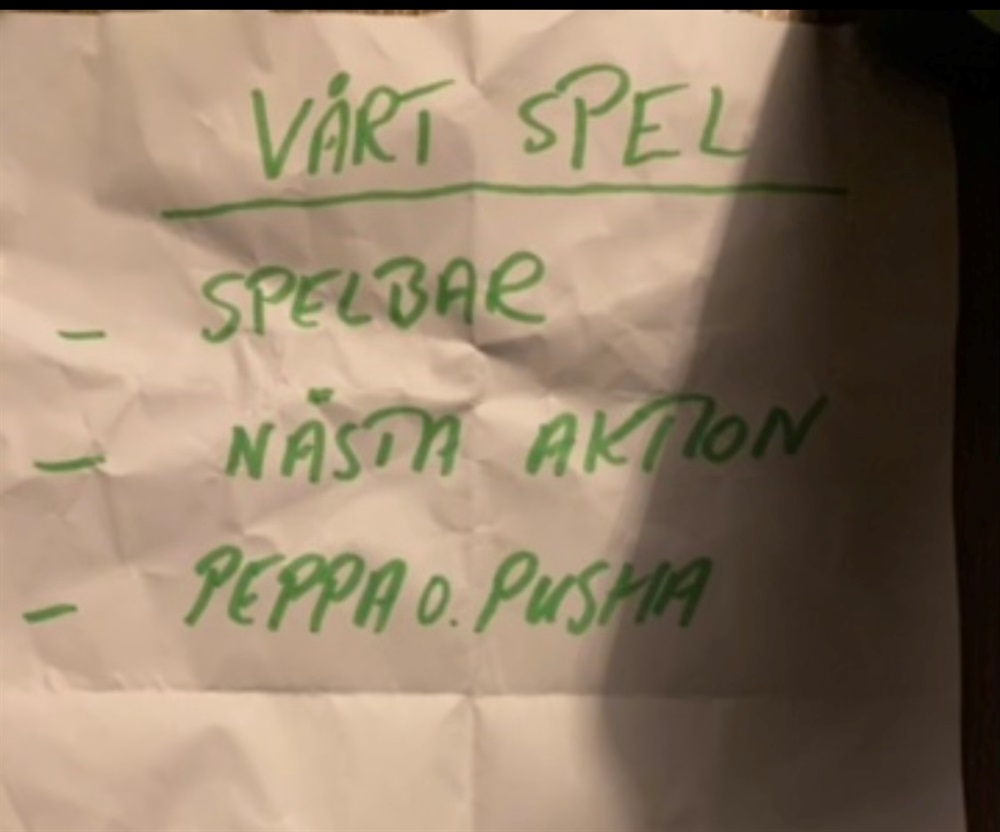 VÅRT SPEL
- SPELBAR
- NÄSTA AKTION
- PEPPA O. PUSHA